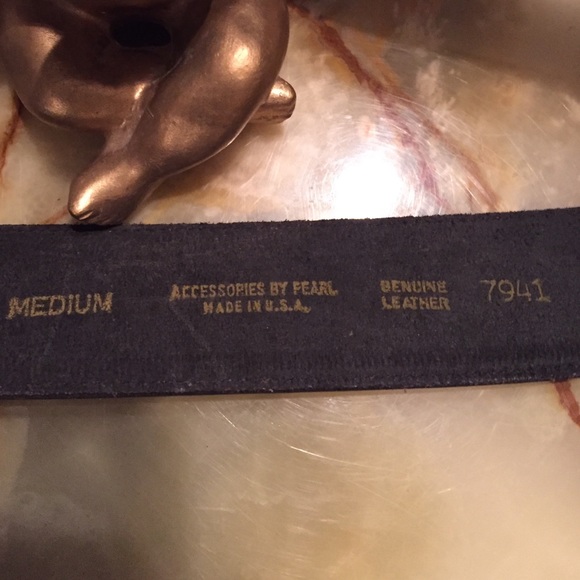 MEDIUM
ACCESSORIES BY PEARL
MADE IN U.S.A.
GENUINE
LEATHER
7941